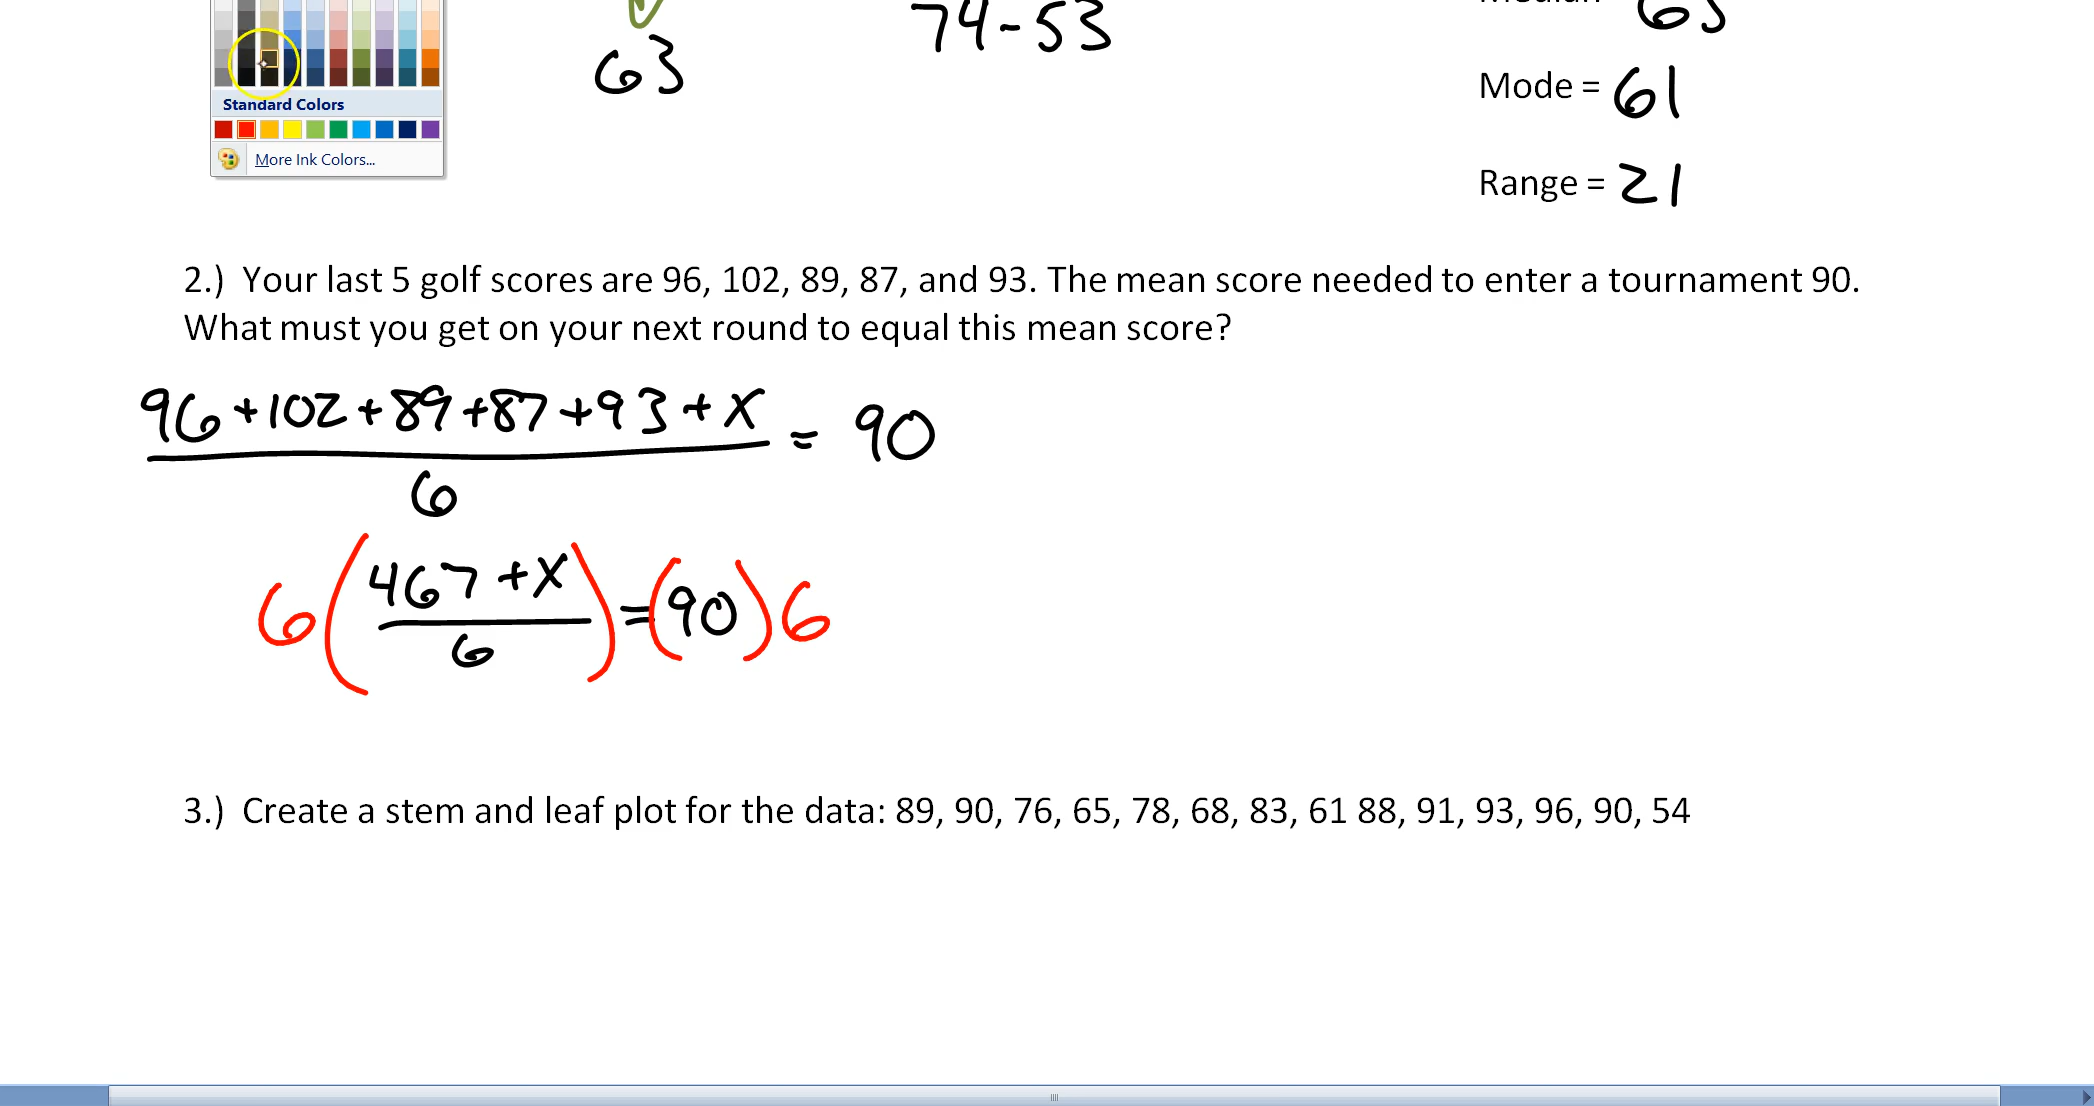 63
74-53
63
Mode = 61
Standard Colors
More Ink Colors...
Range = 21
2.) Your last 5 golf scores are 96, 102, 89, 87, and 93. The mean score needed to enter a tournament 90.
What must you get on your next round to equal this mean score?
96+102+89+87+93+x = 90
6
6(467+x)=(90)6
6
3.) Create a stem and leaf plot for the data: 89, 90, 76, 65, 78, 68, 83, 61 88, 91, 93, 96, 90, 54